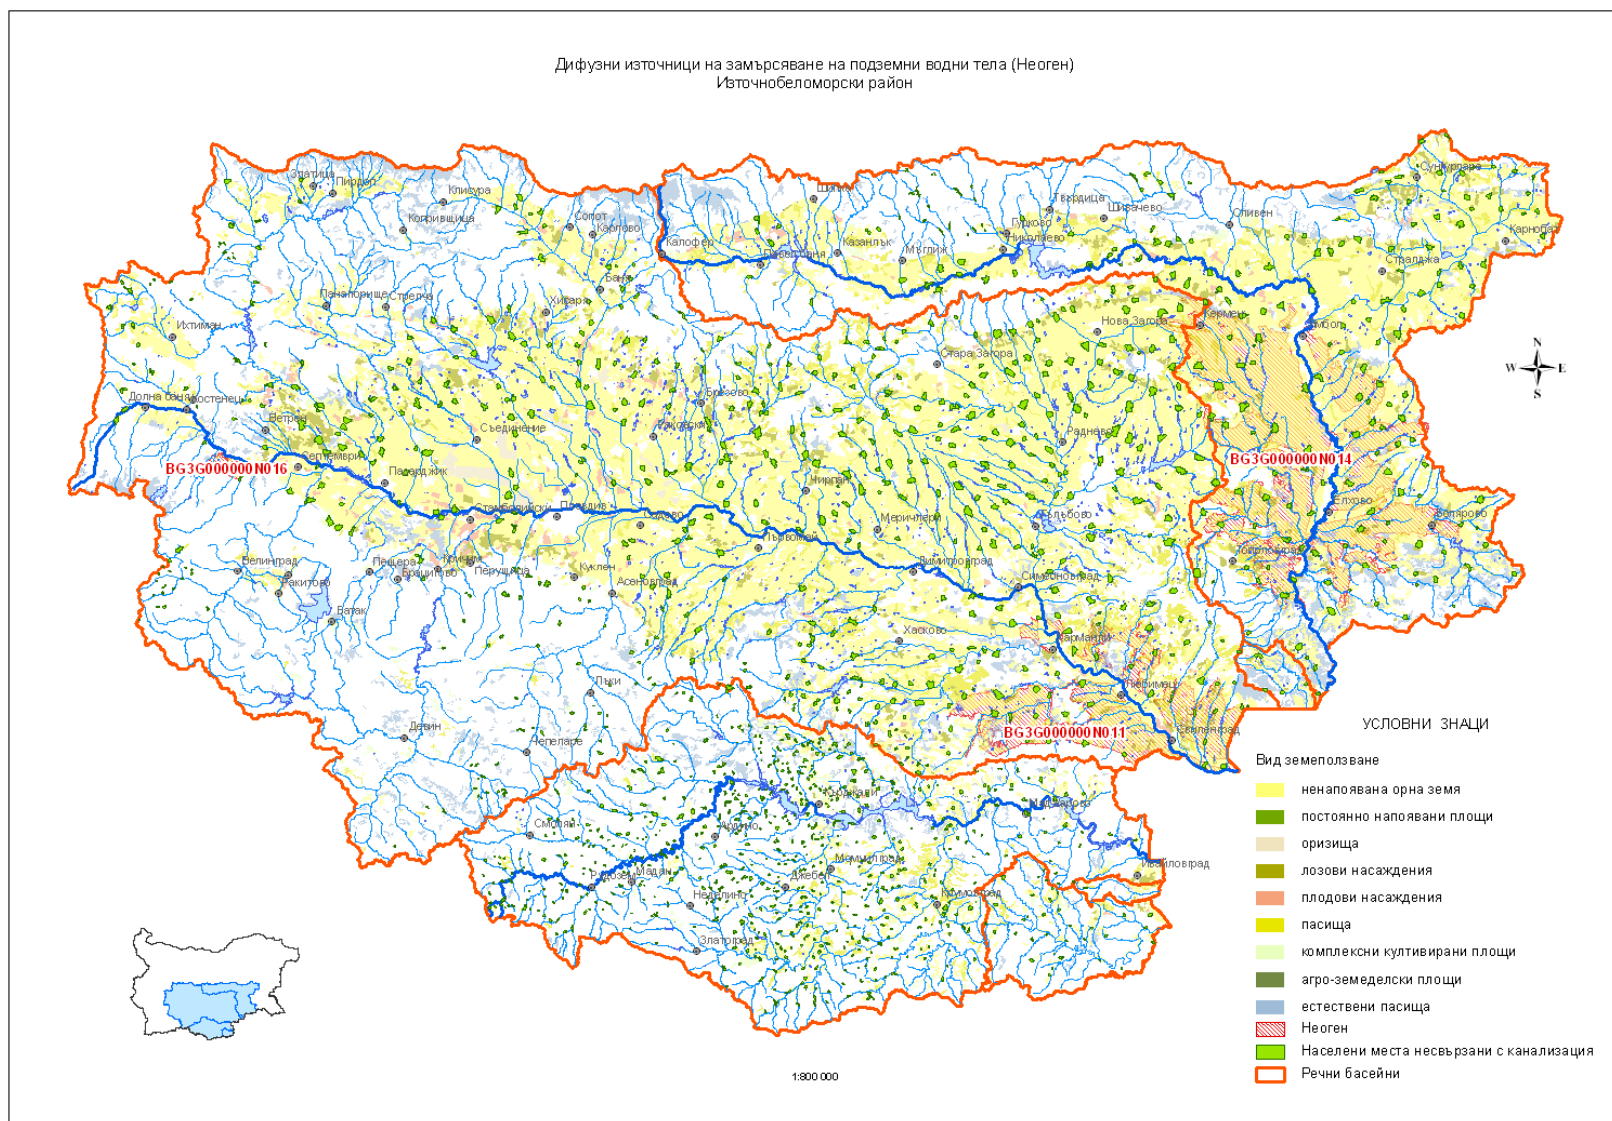 Дифузни източници на замърсяване на подземни водни тела (Неоген)
Източнобеломорски район
Златица
Пирдоп
Клисура
Копривщица
Сопот
Карлово
Калофер
Шипка
Казанлък
Мъглиж
Гурково
Николаево
Твърдица
Шивачево
Сливен
Сунгурларе
Карнобат
Стралджа
Ихтиман
Панагюрище
Стрелча
Хисаря
Баня
Нова Загора
Кермен
Стара Загора
N
W
E
S
Долна баня
Костенец
Ветрен
Септември
Пазарджик
Съединение
Раковски
Брезово
Раднево
BG3G000000N016
BG3G000000N014
Чирпан
Стамболийски
Пловдив
Садово
Първомай
Меричлери
Гълъбово
Елхово
Болярово
Тополовград
Велинград
Ракитово
Пещера
Брацигово
Кричим
Перущица
Куклен
Асеновград
Димитровград
Симеоновград
Батак
Хасково
Харманли
Лъки
Любимец
Девин
Чепеларе
BG3G000000N011
Свиленград
Смолян
Ардино
Кърджали
Маджарово
Рудозем
Мадан
Неделино
Джебел
Момчилград
Крумовград
Ивайловград
Златоград
УСЛОВНИ ЗНАЦИ
Вид земеползване
ненапоявана орна земя
постоянно напоявани площи
оризища
лозови насаждения
плодови насаждения
пасища
комплексни култивирани площи
агро-земеделски площи
естествени пасища
Неоген
Населени места несвързани с канализация
Речни басейни
1:800 000